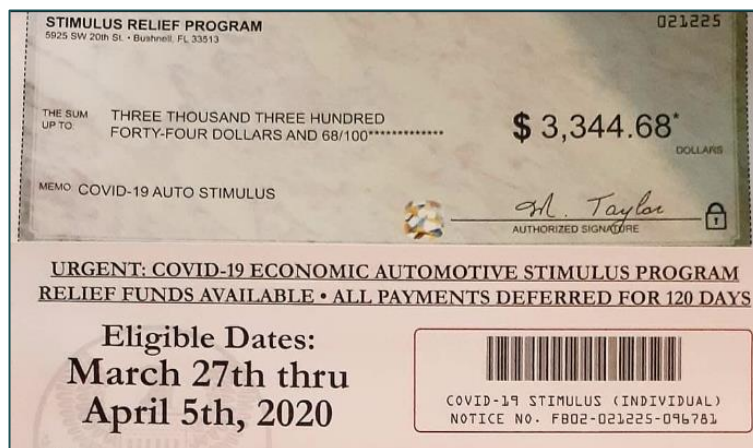 STIMULUS RELIEF PROGRAM
5925 SW 20th St. • Bushnell, FL 33513
021225
THE SUM
UP TO:
THREE THOUSAND THREE HUNDRED
FORTY-FOUR DOLLARS AND 68/100*************
$ 3,344.68*
DOLLARS
MEMO COVID-19 AUTO STIMULUS
M. Taylor
AUTHORIZED SIGNATURE
URGENT: COVID-19 ECONOMIC AUTOMOTIVE STIMULUS PROGRAM
RELIEF FUNDS AVAILABLE • ALL PAYMENTS DEFERRED FOR 120 DAYS
Eligible Dates:
March 27th thru
April 5th, 2020
COVID-19 STIMULUS (INDIVIDUAL)
NOTICE NO. FB02-021225-096781